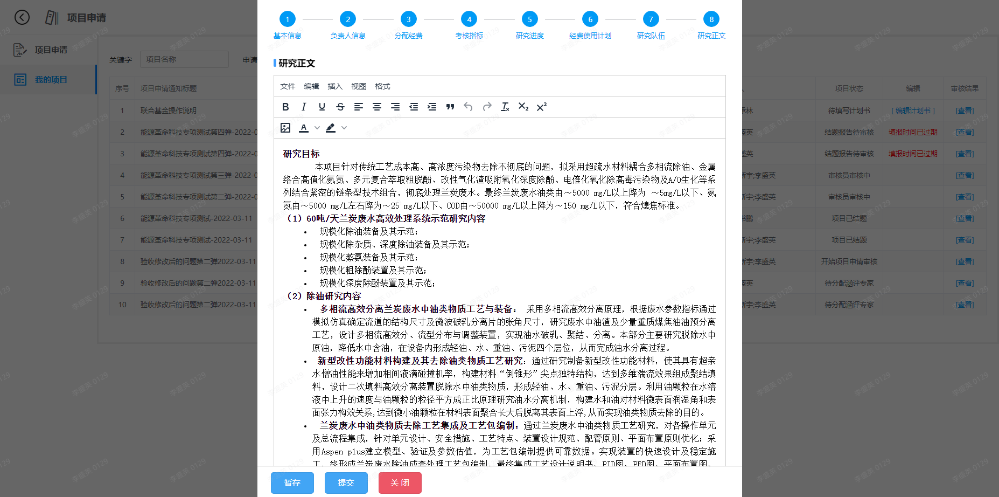 项目申请
项目申请
我的项目
关键字 项目名称 申请
序号 项目申请通知标题 项目状态 编辑 审核结果
1 联合基金操作说明 承林 待填写计划书 [ 编辑计划书 ] [查看]
2 能源革命科技专项测试第四弹-2022-0 盛英 结题报告待审核 填报时间已过期 [查看]
3 能源革命科技专项测试第四弹-2022-0 盛英 结题报告待审核 填报时间已过期 [查看]
4 能源革命科技专项测试第三弹-2022-0 新宇;李盛英 审核员审核中 [查看]
5 能源革命科技专项测试第二弹-2022-0 新宇;李盛英 审核员审核中 [查看]
6 能源革命科技专项测试-2022-03-11 书鹏 项目已结题 [查看]
7 能源革命科技专项测试-2022-03-11 新宇;李盛英 项目已结题 [查看]
8 验收修改后的问题第二弹2022-03-11 新宇;李盛英 开始项目申请审核 [查看]
9 验收修改后的问题第二弹2022-03-11 盛英 待分配函评专家 [查看]
10 验收修改后的问题第二弹2022-03-11 新宇;李盛英 待分配函评专家 [查看]
1 2 3 4 5 6 7 8
基本信息 负责人信息 分配经费 考核指标 研究进度 经费使用计划 研究队伍 研究正文
研究正文
文件 编辑 插入 视图 格式
研究目标
本项目针对传统工艺成本高、高浓度污染物去除不彻底的问题，拟采用超疏水材料耦合多相流除油、金属
络合高值化氨氮、多元复合萃取粗脱酚、改性气化渣吸附氧化深度除酚、电催化氧化除高毒污染物及A/O生化等系
列结合紧密的链条型技术组合，彻底处理兰炭废水。最终兰炭废水油类由～5000 mg/L以上降为 ～5mg/L以下、氨
氮由～5000 mg/L左右降为～25 mg/L以下、COD由～50000 mg/L以上降为～150 mg/L以下，符合熄焦标准。
（1）60吨/天兰炭废水高效处理系统示范研究内容
• 规模化除油装备及其示范；
• 规模化除杂质、深度除油装备及其示范；
• 规模化蒸氨装备及其示范；
• 规模化粗除酚装置及其示范；
• 规模化深度除酚装置及其示范；
（2）除油研究内容
• 多相流高效分离兰炭废水中油类物质工艺与装备： 采用多相流高效分离原理，根据废水参数指标通过
模拟仿真确定流道的结构尺寸及微波破乳分离片的张角尺寸，研究废水中油渣及少量重质煤焦油油预分离
工艺，设计多相流高效分、流型分布与调整装置，实现油水破乳、聚结、分离。本部分主要研究脱除水中
原油，降低水中含油，在设备内形成轻油、水、重油、污泥四个层位，从而完成油水分离过程。
• 新型改性功能材料构建及其去除油类物质工艺研究：通过研究制备新型改性功能材料，使其具有超亲
水憎油性能来增加相间液滴碰撞机率，构建材料“倒锥形”尖点独特结构，达到多维湍流效果组成聚结填
料，设计二次填料高效分离装置脱除水中油类物质，形成轻油、水、重油、污泥分层。利用油颗粒在水溶
液中上升的速度与油颗粒的粒径平方成正比原理研究油水分离机制，构建水和油对材料微表面润湿角和表
面张力构效关系,达到微小油颗粒在材料表面聚合长大后脱离其表面上浮,从而实现油类物质去除的目的。
• 兰炭废水中油类物质去除工艺集成及工艺包编制：通过兰炭废水中油类物质工艺研究，对各操作单元
及总流程集成，针对单元设计、安全措施、工艺特点、装置设计规范、配管原则、平面布置原则优化；采
用Aspen plus建立模型、验证及参数估值，为工艺包编制提供可靠数据。实现装置的快速设计及稳定施
工，终形成兰炭废水除油成套处理工艺包编制，最终集成工艺设计说明书、PID图、PFD图、平面布置图、
暂存 提交 关 闭
李盛英 0129